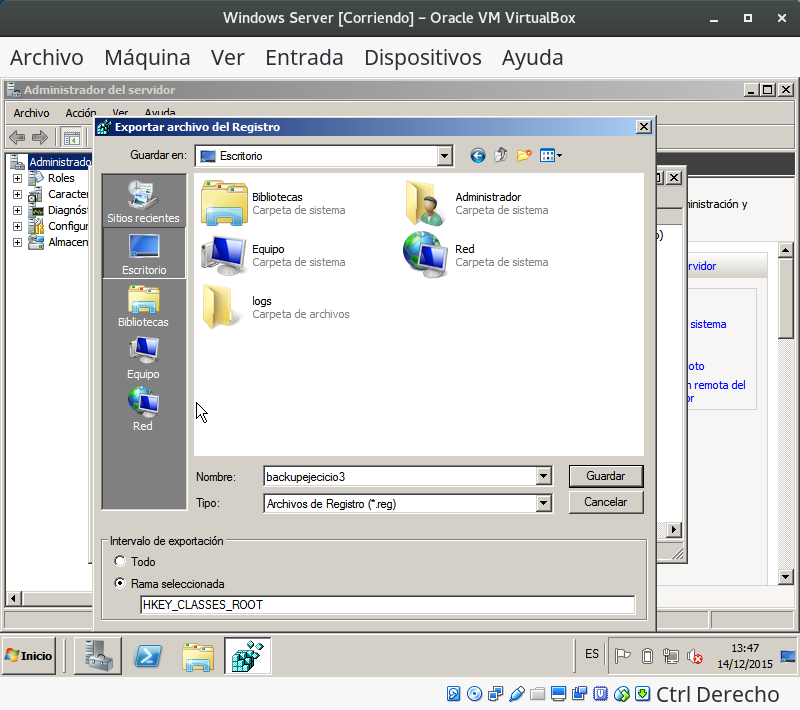 Windows Server [Corriendo] – Oracle VM VirtualBox
Archivo Máquina Ver Entrada Dispositivos Ayuda
Administrador del servidor
Archivo Acción Ver Ayuda
Exportar archivo del Registro
Guardar en: Escritorio
Administrado
Roles
Caracter
Diagnós
Configur
Almacen
Sitios recientes
Escritorio
Bibliotecas
Equipo
Red
Bibliotecas
Carpeta de sistema
Administrador
Carpeta de sistema
Equipo
Carpeta de sistema
Red
Carpeta de sistema
logs
Carpeta de archivos
ministración y
rvidor
sistema
oto
n remota del
or
Nombre: backupejecicio3 Guardar
Tipo: Archivos de Registro (*.reg) Cancelar
Intervalo de exportación
Todo
Rama seleccionada
HKEY_CLASSES_ROOT
Inicio
ES
13:47
14/12/2015
Ctrl Derecho